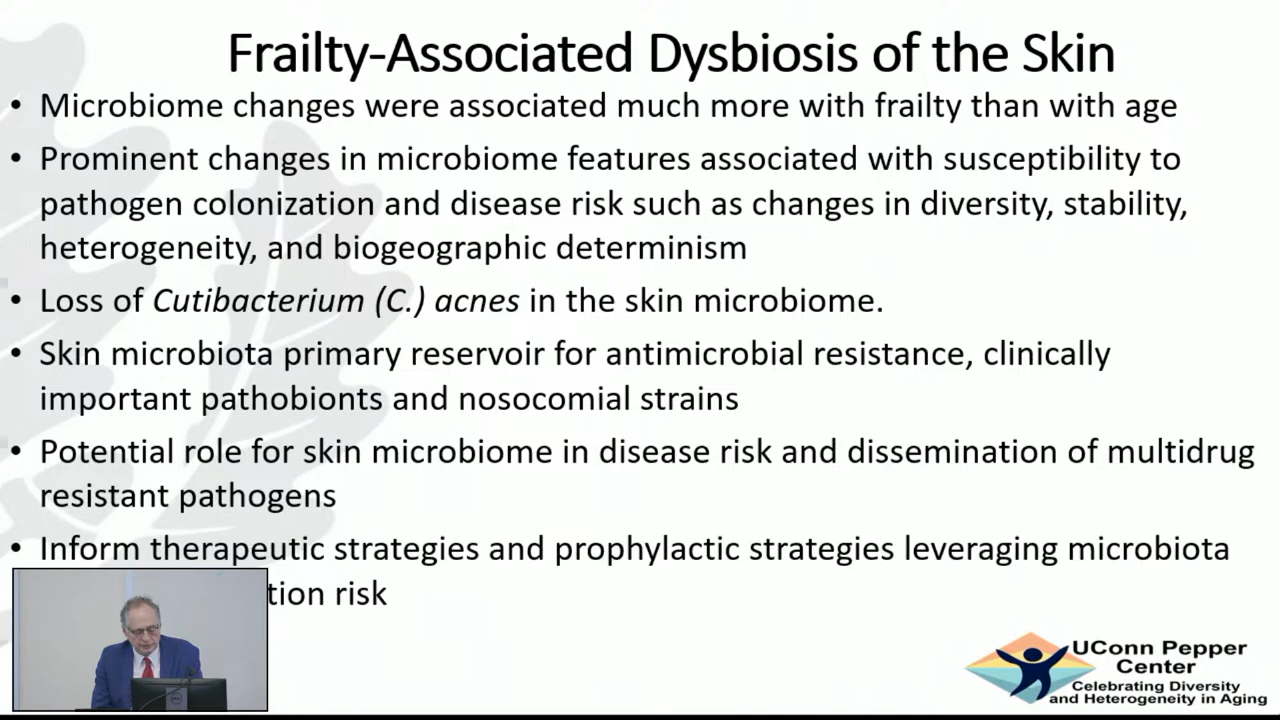 Frailty-Associated Dysbiosis of the Skin
• Microbiome changes were associated much more with frailty than with age
• Prominent changes in microbiome features associated with susceptibility to
pathogen colonization and disease risk such as changes in diversity, stability,
heterogeneity, and biogeographic determinism
• Loss of Cutibacterium (C.) acnes in the skin microbiome.
• Skin microbiota primary reservoir for antimicrobial resistance, clinically
important pathobionts and nosocomial strains
• Potential role for skin microbiome in disease risk and dissemination of multidrug
resistant pathogens
• Inform therapeutic strategies and prophylactic strategies leveraging microbiota
tion risk
UConn Pepper
Center
Celebrating Diversity
and Heterogeneity in Aging